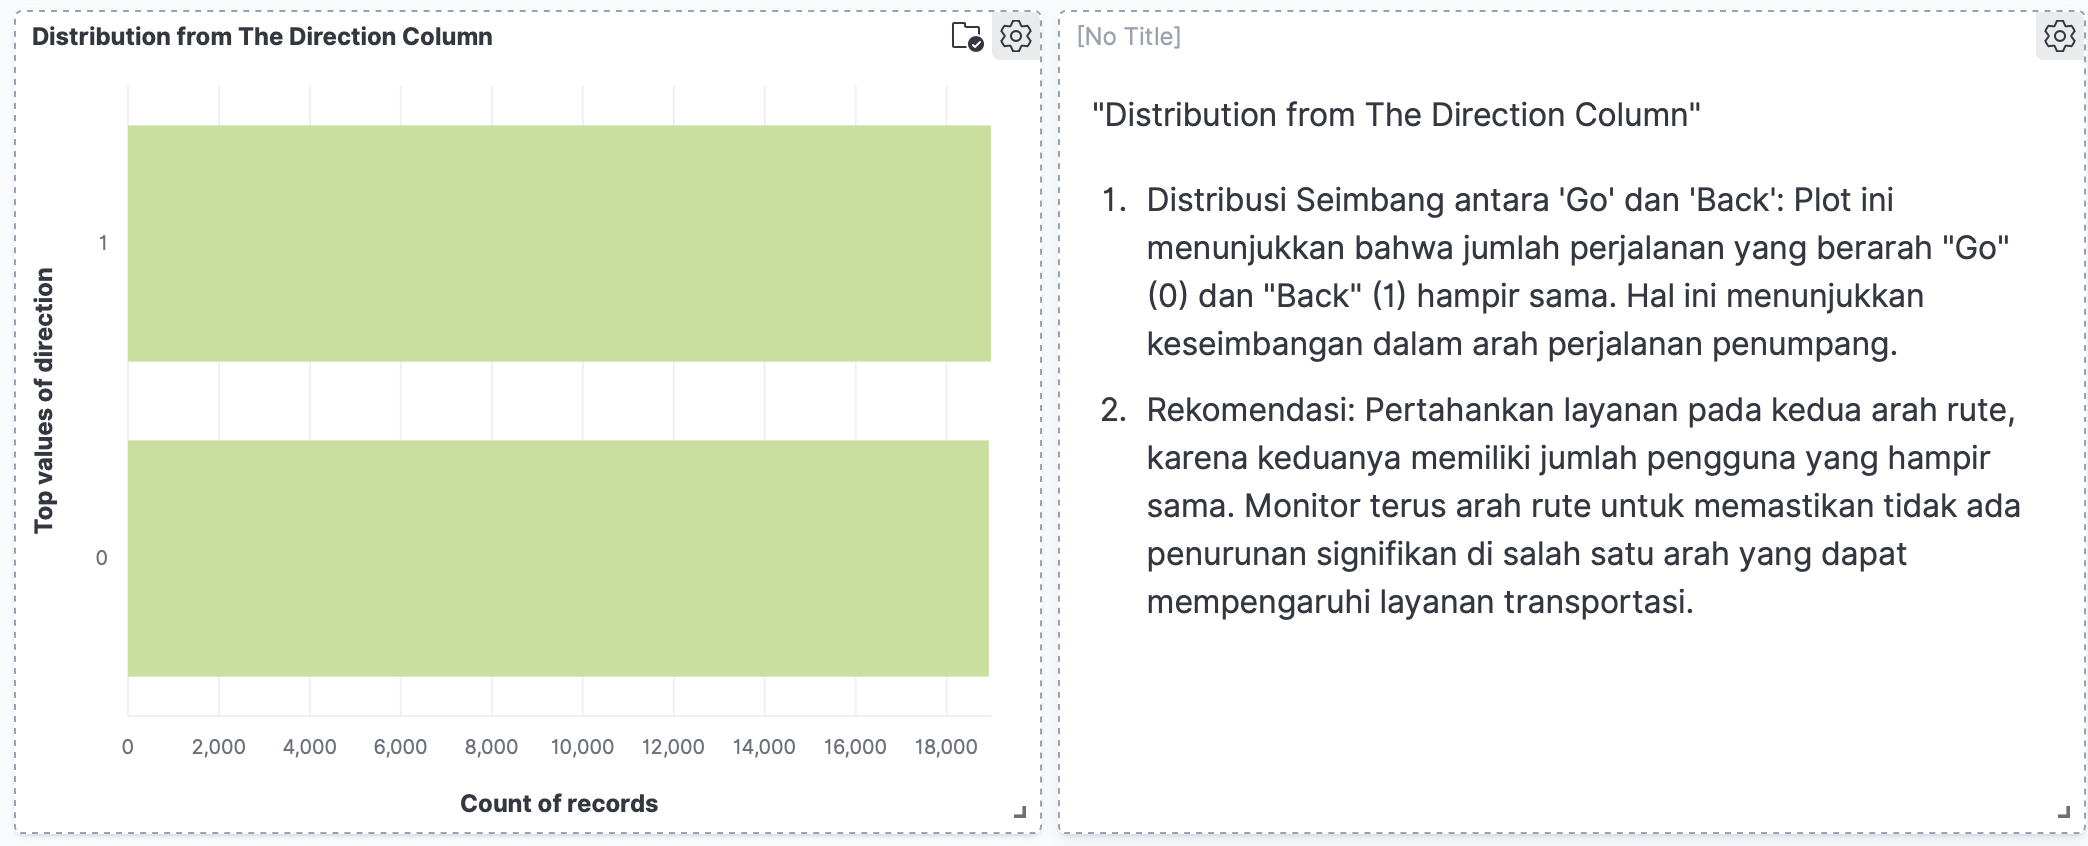 Distribution from The Direction Column
Top values of direction
1
0
0
2,000
4,000
6,000
8,000
10,000
12,000
14,000
16,000
18,000
Count of records
[No Title]
"Distribution from The Direction Column"
1. Distribusi Seimbang antara 'Go' dan 'Back': Plot ini
menunjukkan bahwa jumlah perjalanan yang berarah "Go"
(0) dan "Back" (1) hampir sama. Hal ini menunjukkan
keseimbangan dalam arah perjalanan penumpang.
2. Rekomendasi: Pertahankan layanan pada kedua arah rute,
karena keduanya memiliki jumlah pengguna yang hampir
sama. Monitor terus arah rute untuk memastikan tidak ada
penurunan signifikan di salah satu arah yang dapat
mempengaruhi layanan transportasi.